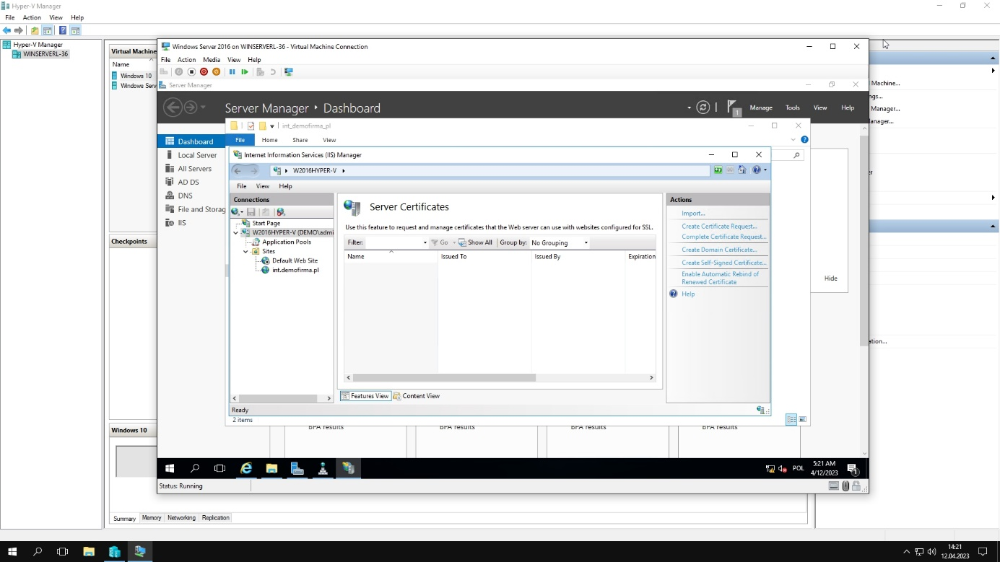 Hyper-V Manager
File Action View Help
Hyper-V Manager
WINSERVERL-36
Virtual Machine
Name
Windows 10
Windows Serv
Checkpoints
Windows 10
Summary Memory Networking Replication
Machine...
ngs...
Manager...
anager...
er
ation...
Windows Server 2016 on WINSERVERL-36 - Virtual Machine Connection
File Action Media View Help
Server Manager
Server Manager Dashboard
1 Manage Tools View Help
Dashboard
Local Server
All Servers
AD DS
DNS
File and Storag
IIS
int_demofirma_pl
File Home Share View
Internet Information Services (IIS) Manager
W2016HYPER-V
File View Help
Connections
Start Page
W2016HYPER-V (DEMO\admi
Application Pools
Sites
Default Web Site
int.demofirma.pl
Server Certificates
Use this feature to request and manage certificates that the Web server can use with websites configured for SSL.
Filter: Go Show All Group by: No Grouping
Name Issued To Issued By Expiration
Features View Content View
Actions
Import...
Create Certificate Request...
Complete Certificate Request...
Create Domain Certificate...
Create Self-Signed Certificate...
Enable Automatic Rebind of
Renewed Certificate
Help
Hide
Ready
2 items
BPA results BPA results BPA results BPA results
POL
5:21 AM
4/12/2023
1
Status: Running
14:21
12.04.2023